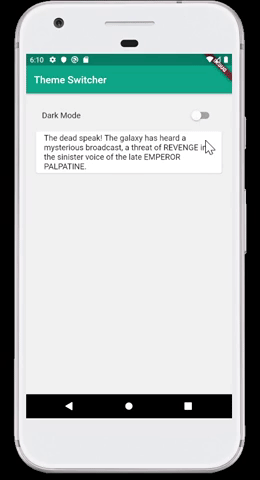 6:10
DEBUG
Theme Switcher
Dark Mode
The dead speak! The galaxy has heard a
mysterious broadcast, a threat of REVENGE in
the sinister voice of the late EMPEROR
PALPATINE.